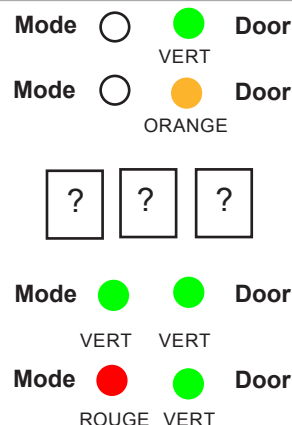 Mode Door
VERT
Mode Door
ORANGE
? ? ?
Mode Door
VERT VERT
Mode Door
ROUGE VERT